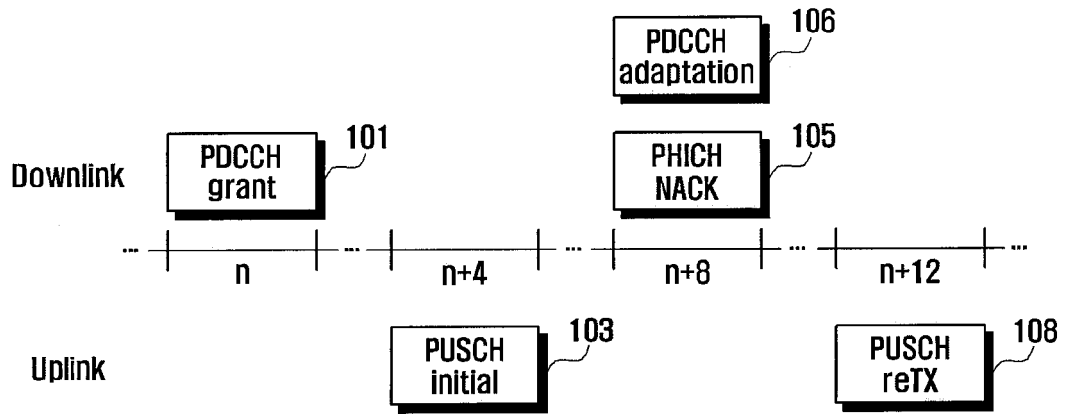 PDCCH
adaptation
106
Downlink
PDCCH
grant
101
PHICH
NACK
105
... n ... n+4 ... n+8 ... n+12 ...
Uplink
PUSCH
initial
103
PUSCH
reTX
108